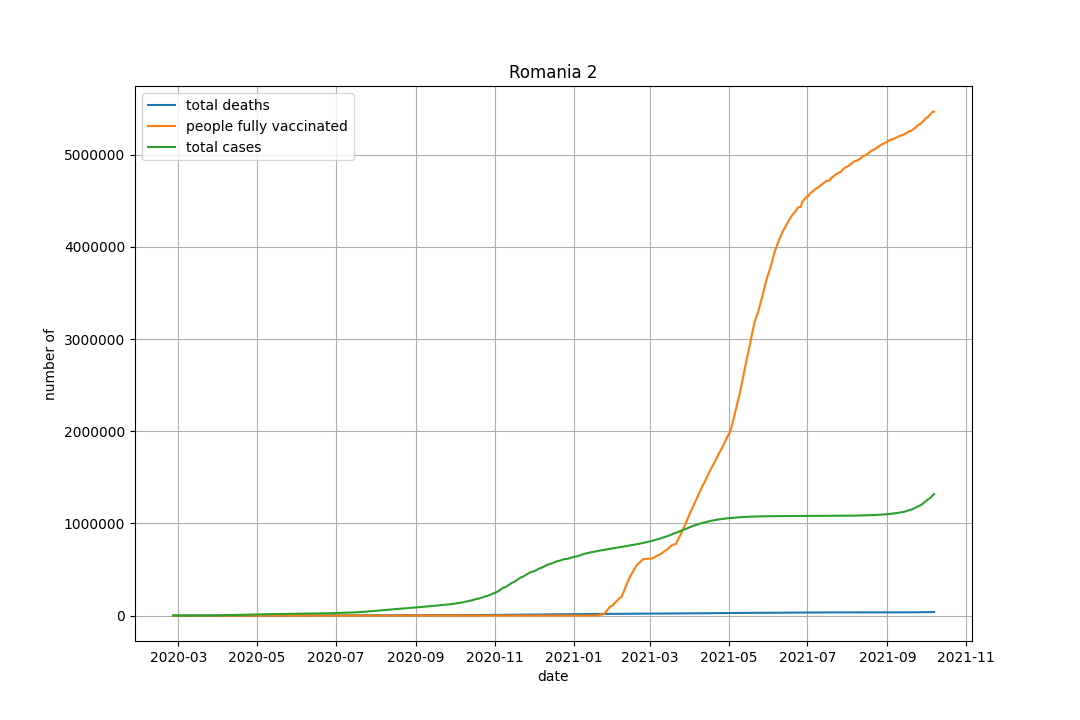 Romania 2
total deaths
people fully vaccinated
total cases
number of
5000000
4000000
3000000
2000000
1000000
0
2020-03 2020-05 2020-07 2020-09 2020-11 2021-01 2021-03 2021-05 2021-07 2021-09 2021-11
date